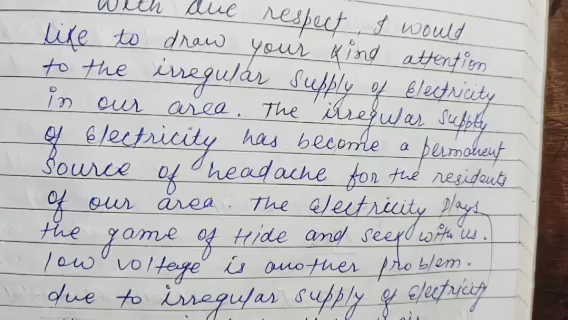 With due respect, I would
like to draw your kind attention
to the irregular supply of Electricity
in our area. The irregular supply
of Electricity has become a permanent
source of headache for the residents
of our area. The Electricity plays
the game of Hide and seek with us.
low voltege is another problem.
due to irregular supply of Electricity